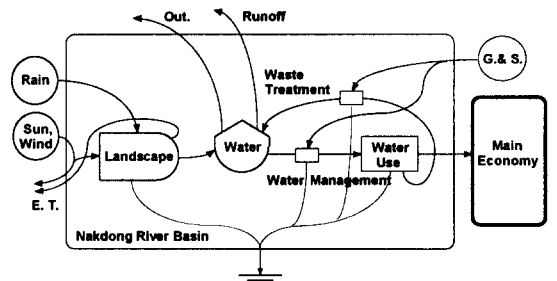 Out.
Runoff
G.& S.
Rain
Waste
Treatment
Sun,
Wind
Landscape
Water
Water
Use
Main
Economy
Water Management
E. T.
Nakdong River Basin